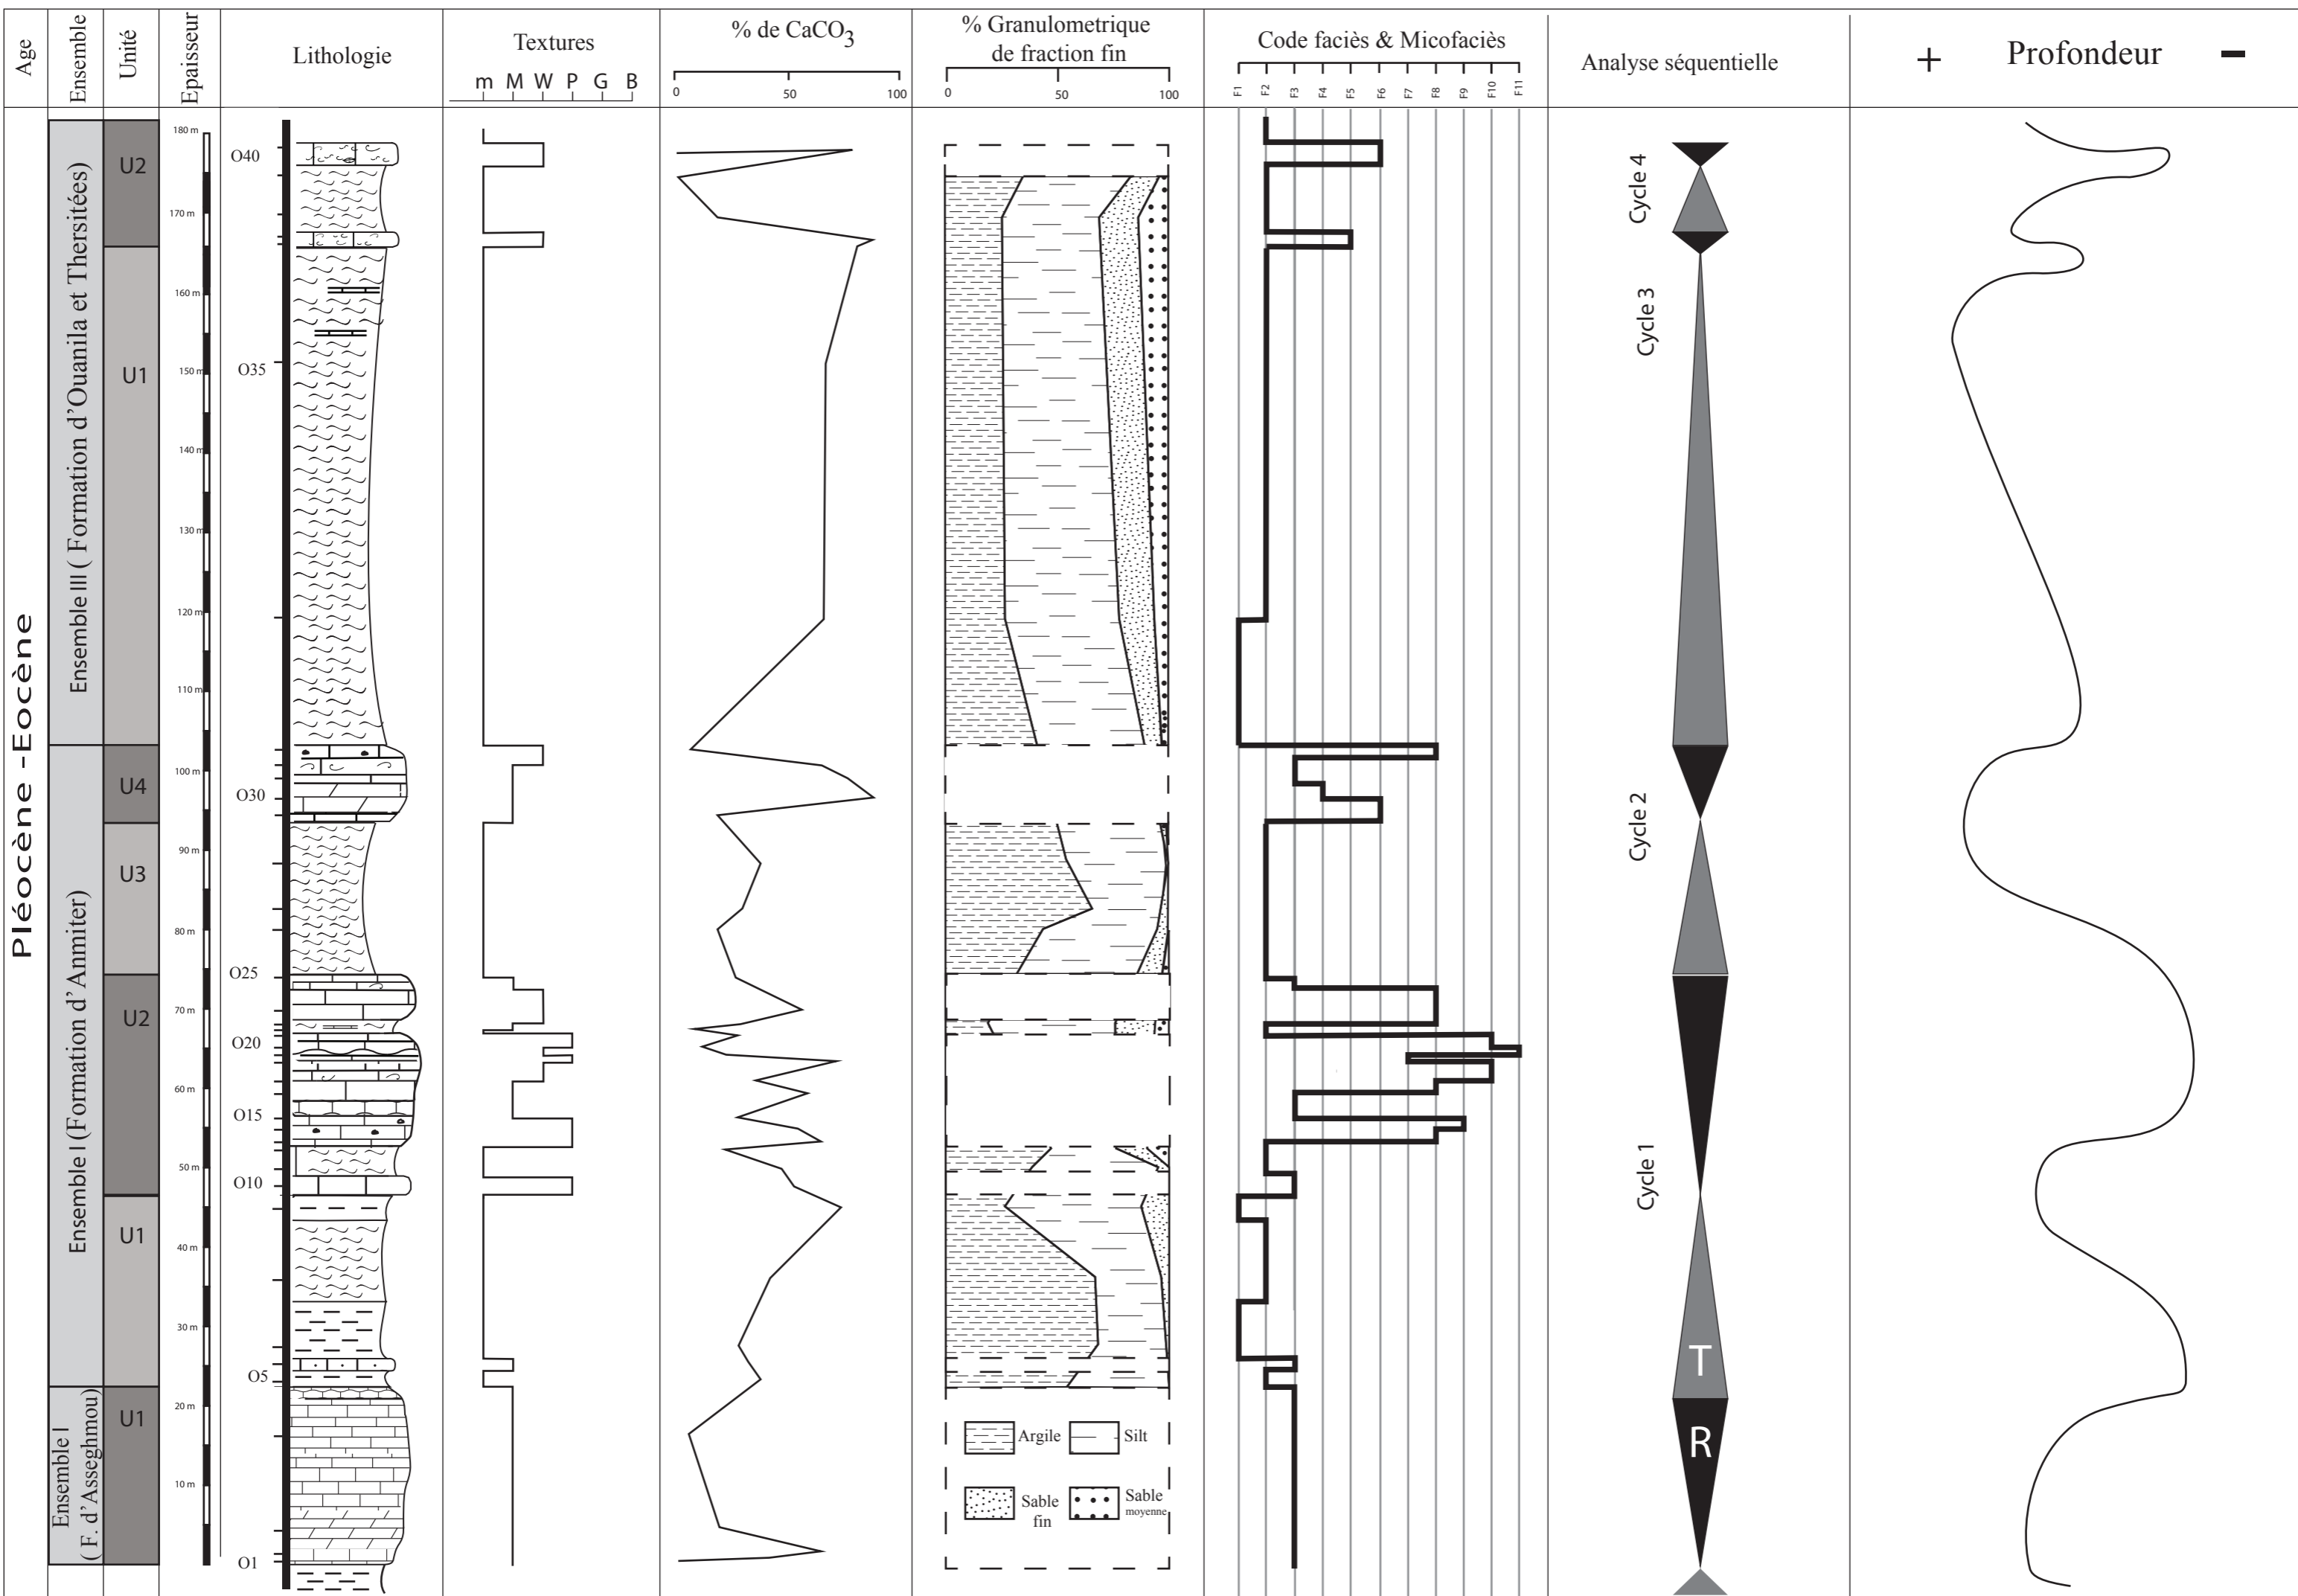 Age
Ensemble
Unité
Epaisseur
Lithologie
Textures
m M W P G B
% de CaCO3
0 50 100
% Granulometrique
de fraction fin
0 50 100
Code faciès & Micofaciès
F1 F2 F3 F4 F5 F6 F7 F8 F9 F10 F11
Analyse séquentielle
+ Profondeur -
Pléocène -Eocène
Ensemble III ( Formation d'Ouanila et Thersitées)
Ensemble I (Formation d'Anmiter)
Ensemble I
( F. d'Asseghnou)
U2
U1
U4
U3
U2
U1
U1
180 m
170 m
160 m
150 m
140 m
130 m
120 m
110 m
100 m
90 m
80 m
70 m
60 m
50 m
40 m
30 m
20 m
10 m
O40
O35
O30
O25
O20
O15
O10
O5
O1
Argile
Silt
Sable
fin
Sable
moyenne
Cycle 4
Cycle 3
Cycle 2
Cycle 1
T
R